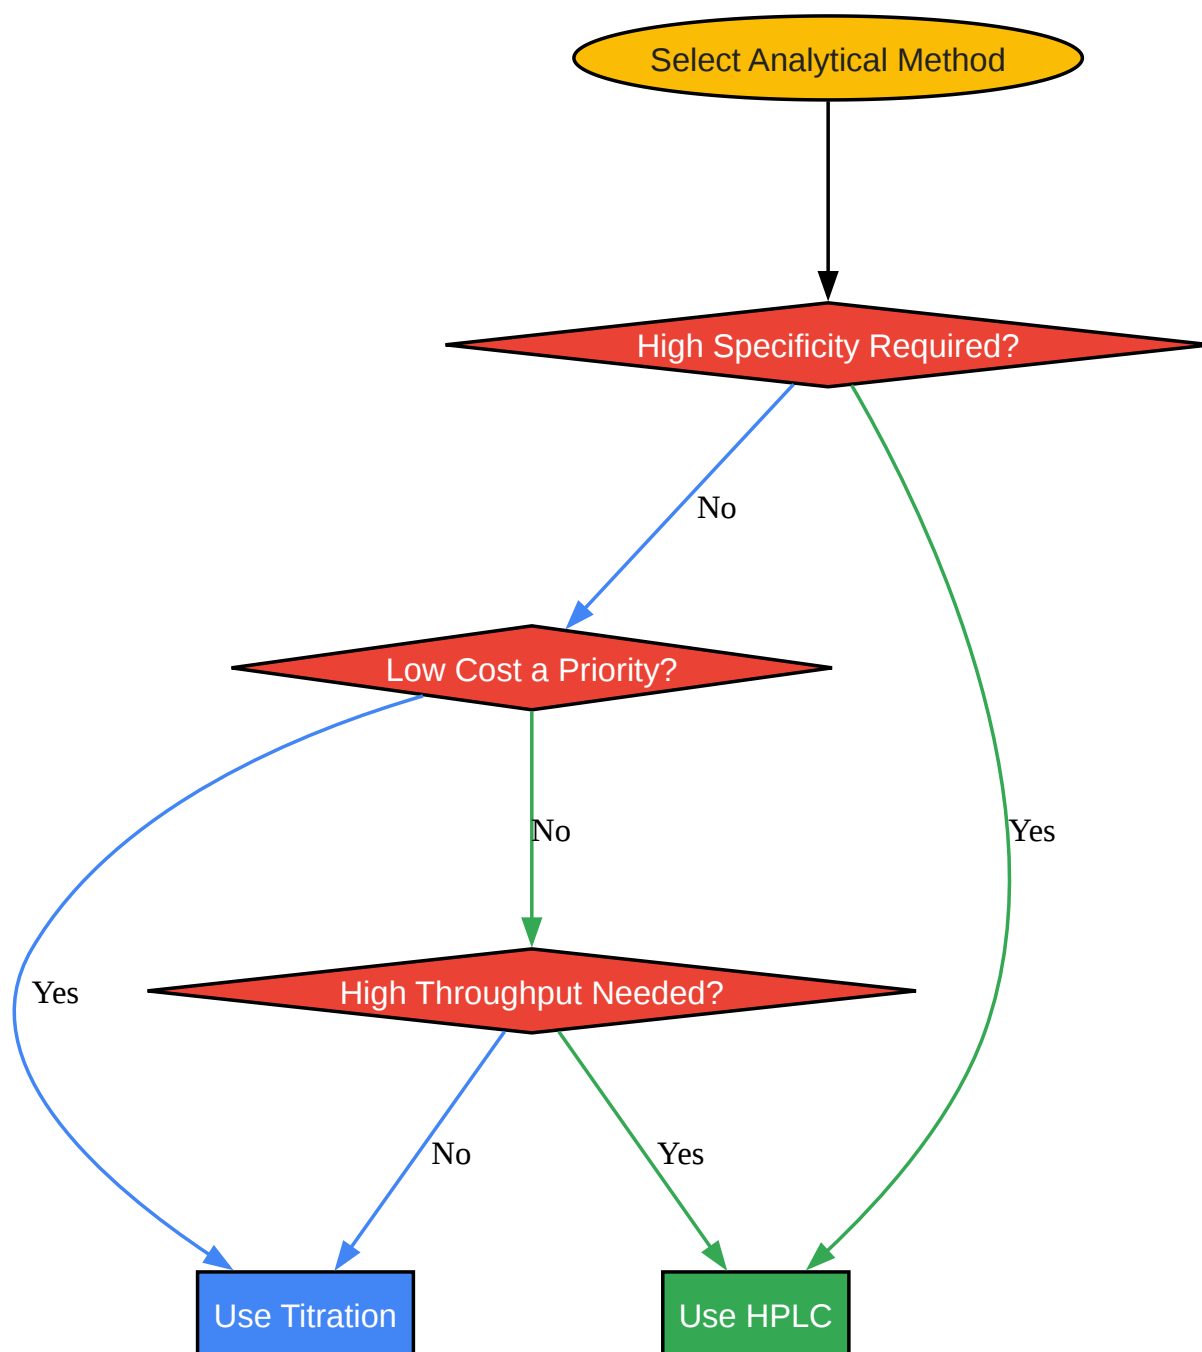 Select Analytical Method
High Specificity Required?
No
Low Cost a Priority?
No
Yes
Yes
High Throughput Needed?
No
Yes
Use Titration
Use HPLC